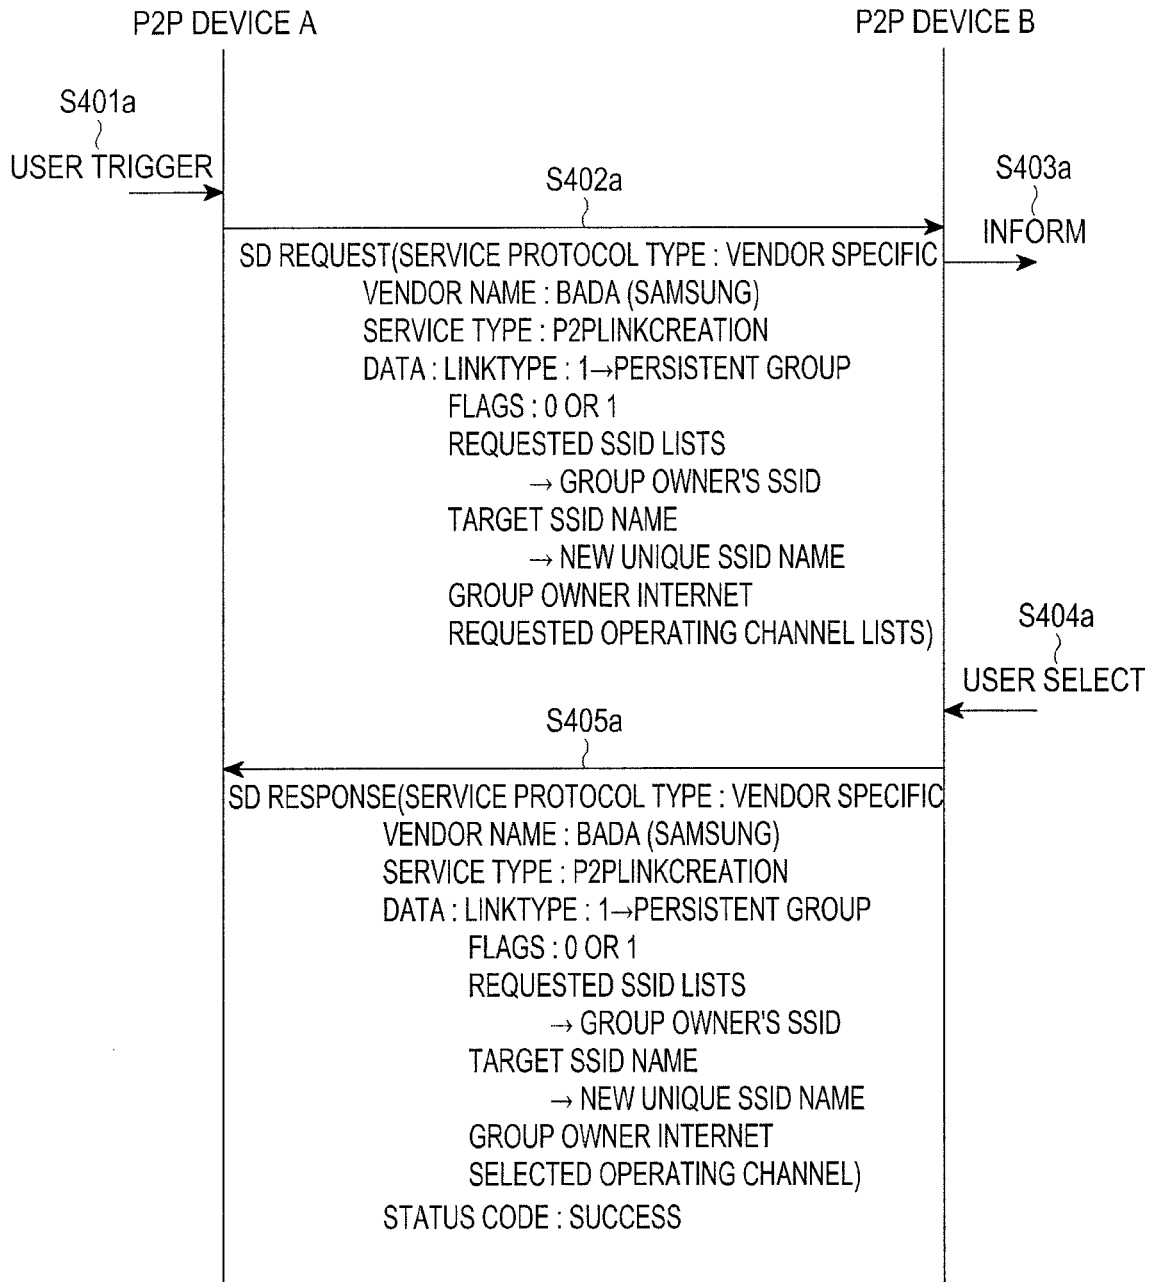 P2P DEVICE A
P2P DEVICE B
S401a
USER TRIGGER
S402a
S403a
INFORM
SD REQUEST(SERVICE PROTOCOL TYPE : VENDOR SPECIFIC
VENDOR NAME : BADA (SAMSUNG)
SERVICE TYPE : P2PLINKCREATION
DATA : LINKTYPE : 1→PERSISTENT GROUP
FLAGS : 0 OR 1
REQUESTED SSID LISTS
→ GROUP OWNER'S SSID
TARGET SSID NAME
→ NEW UNIQUE SSID NAME
GROUP OWNER INTERNET
REQUESTED OPERATING CHANNEL LISTS)
S404a
USER SELECT
S405a
SD RESPONSE(SERVICE PROTOCOL TYPE : VENDOR SPECIFIC
VENDOR NAME : BADA (SAMSUNG)
SERVICE TYPE : P2PLINKCREATION
DATA : LINKTYPE : 1→PERSISTENT GROUP
FLAGS : 0 OR 1
REQUESTED SSID LISTS
→ GROUP OWNER'S SSID
TARGET SSID NAME
→ NEW UNIQUE SSID NAME
GROUP OWNER INTERNET
SELECTED OPERATING CHANNEL)
STATUS CODE : SUCCESS